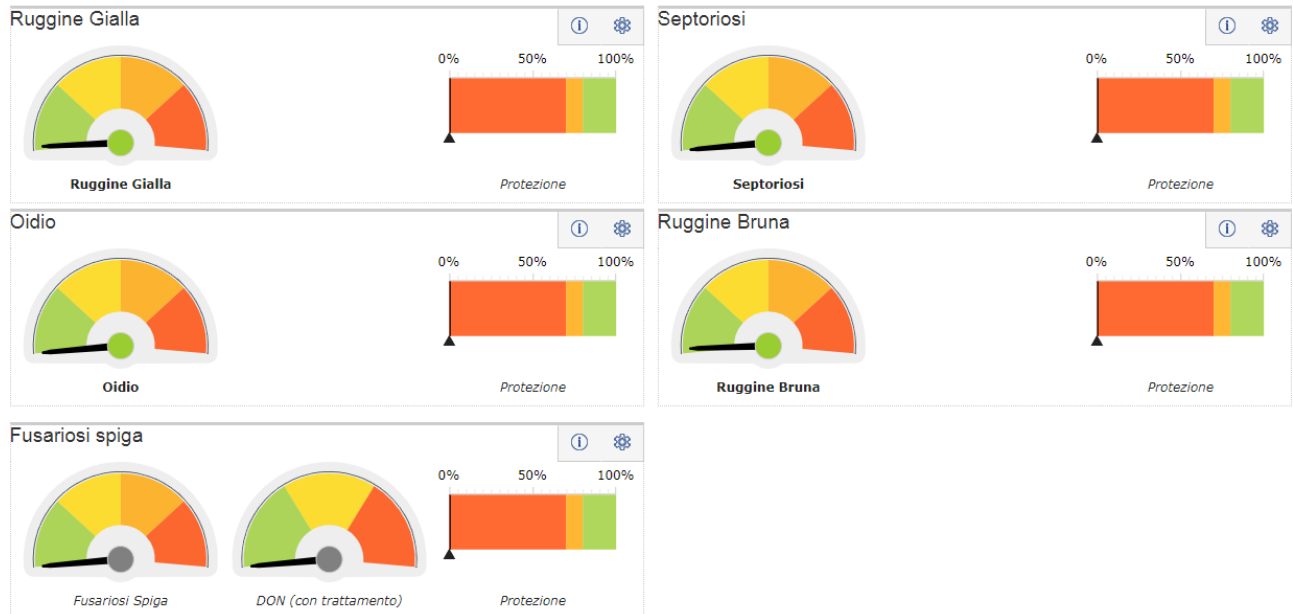 Ruggine Gialla
0% 50% 100%
Ruggine Gialla
Protezione
Septoriosi
0% 50% 100%
Septoriosi
Protezione
Oidio
0% 50% 100%
Oidio
Protezione
Ruggine Bruna
0% 50% 100%
Ruggine Bruna
Protezione
Fusariosi spiga
0% 50% 100%
Fusariosi Spiga
DON (con trattamento)
Protezione